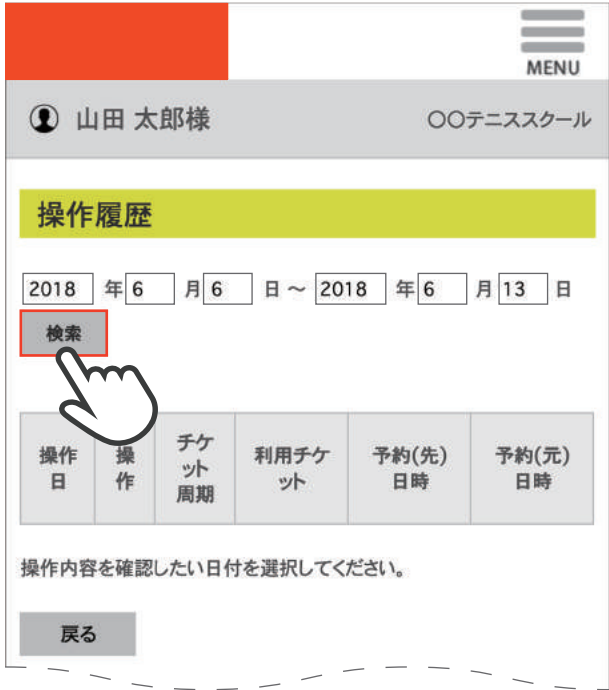 MENU
山田 太郎様 〇〇テニススクール
操作履歴
2018 年 6 月 6 日 ～ 2018 年 6 月 13 日
検索
操作日 操作 チケット周期 利用チケット 予約(先)日時 予約(元)日時
操作内容を確認したい日付を選択してください。
戻る